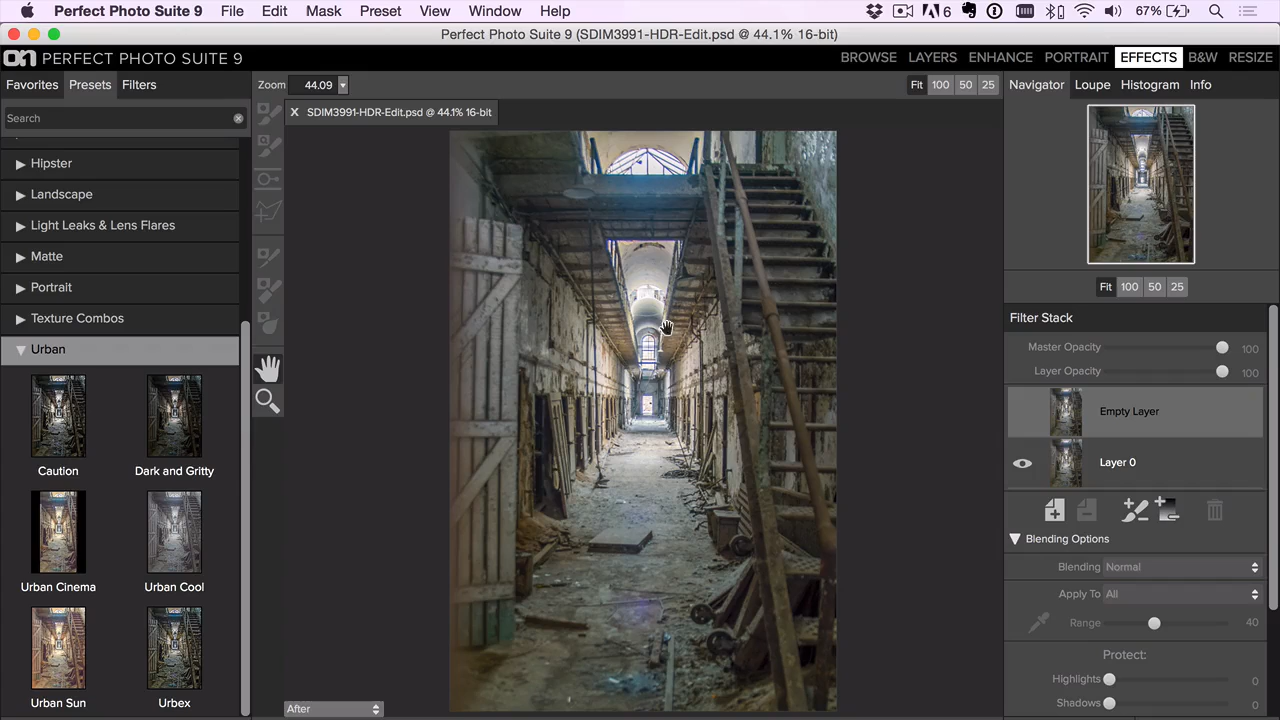 Perfect Photo Suite 9 File Edit Mask Preset View Window Help 6 67%
Perfect Photo Suite 9 (SDIM3991-HDR-Edit.psd @ 44.1% 16-bit)
on PERFECT PHOTO SUITE 9 BROWSE LAYERS ENHANCE PORTRAIT EFFECTS B&W RESIZE
Favorites Presets Filters Zoom 44.09 Fit 100 50 25 Navigator Loupe Histogram Info
Search X SDIM3991-HDR-Edit.psd @ 44.1% 16-bit
Hipster
Landscape
Light Leaks & Lens Flares
Matte
Portrait
Texture Combos
Urban
Caution Dark and Gritty
Urban Cinema Urban Cool
Urban Sun Urbex
After
Fit 100 50 25
Filter Stack
Master Opacity 100
Layer Opacity 100
Empty Layer
Layer 0
Blending Options
Blending Normal
Apply To All
Range 40
Protect:
Highlights 0
Shadows 0